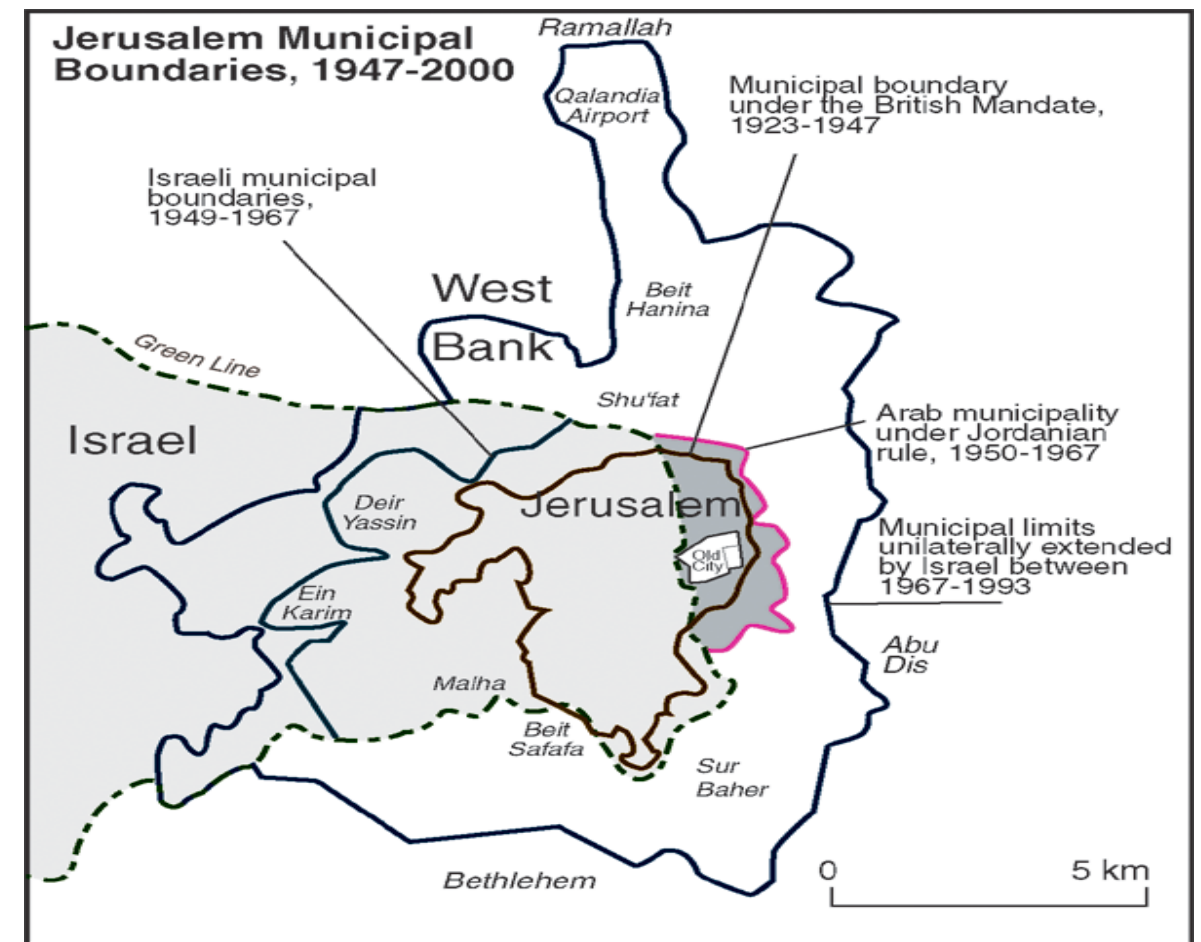 Jerusalem Municipal
Boundaries, 1947-2000
Ramallah
Qalandia
Airport
Municipal boundary
under the British Mandate,
1923-1947
Israeli municipal
boundaries,
1949-1967
West
Bank
Beit
Hanina
Green Line
Shu'fat
Israel
Arab municipality
under Jordanian
rule, 1950-1967
Deir
Yassin
Jerusalem
Old
City
Municipal limits
unilaterally extended
by Israel between
1967-1993
Ein
Karim
Abu
Dis
Malha
Beit
Safafa
Sur
Baher
Bethlehem
0 5 km